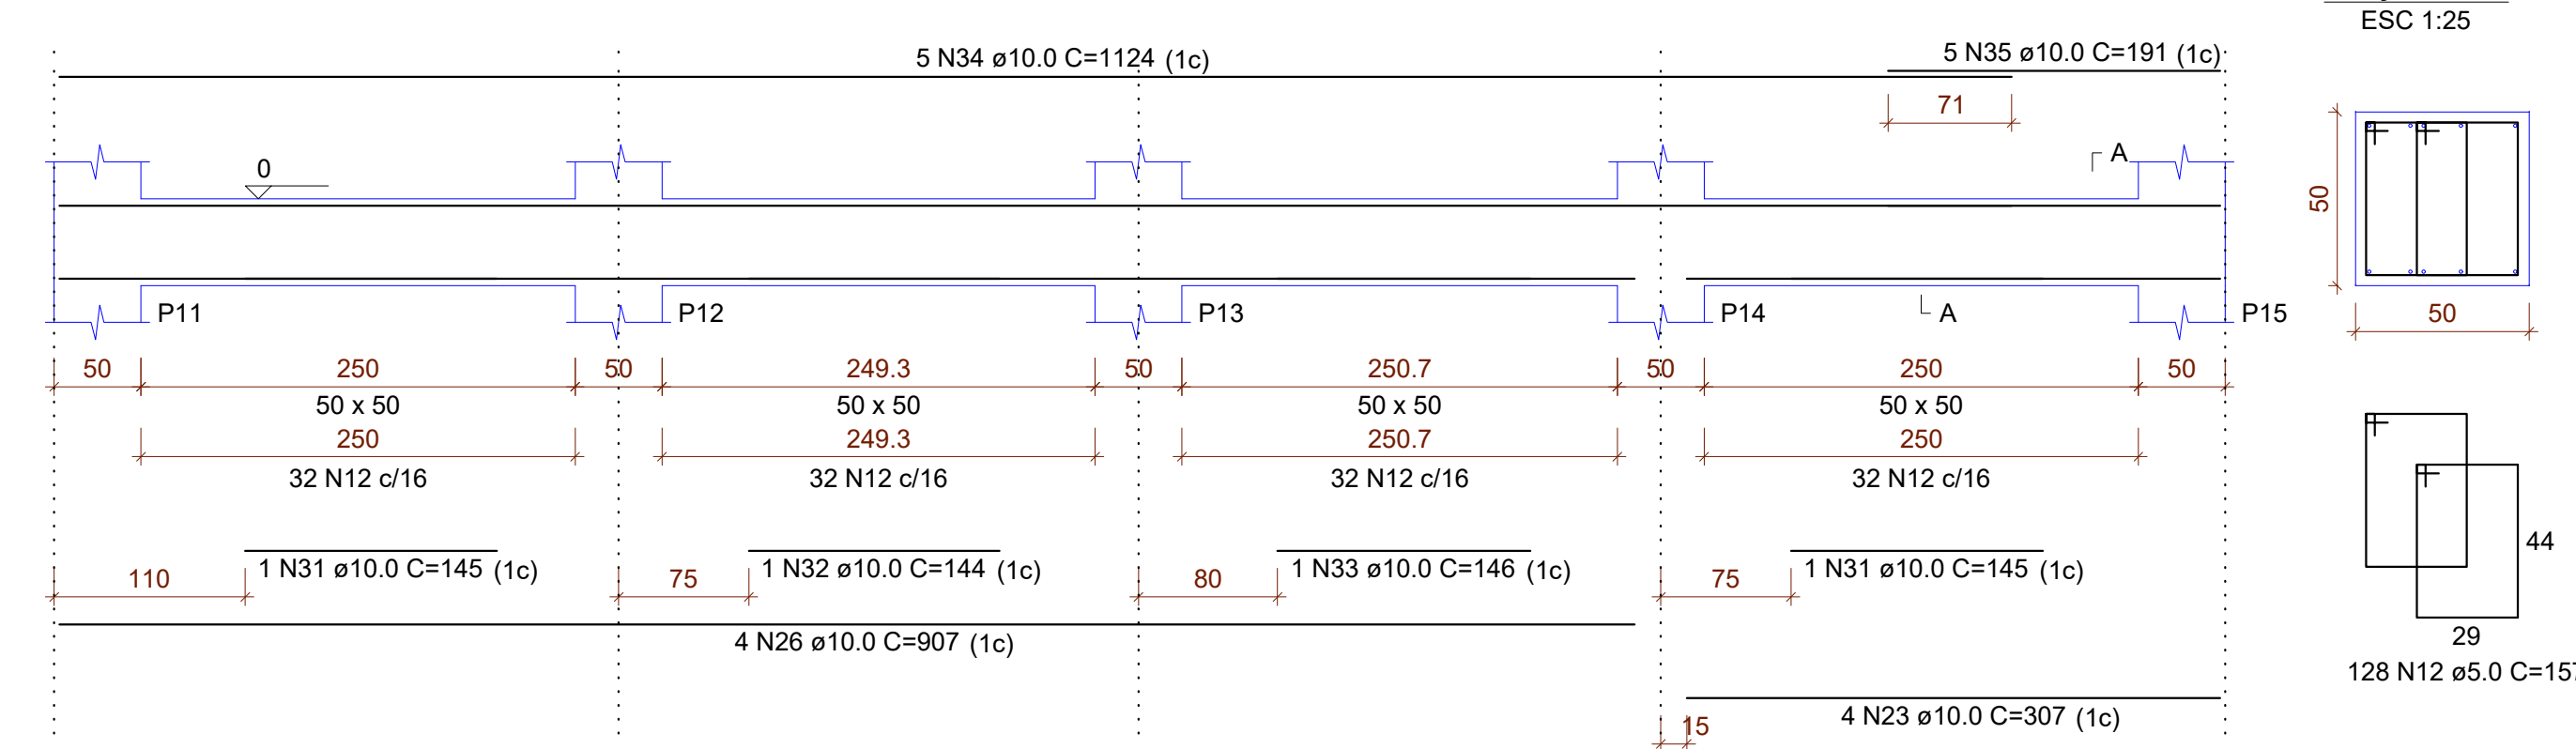 ESC 1:25
5 N34 ø10.0 C=1124 (1c)
5 N35 ø10.0 C=191 (1c)
71
0
A
50
P11
P12
P13
P14
A
P15
50
50
250
50
249.3
50
250.7
50
250
50
50 x 50
50 x 50
50 x 50
50 x 50
250
249.3
250.7
250
32 N12 c/16
32 N12 c/16
32 N12 c/16
32 N12 c/16
44
110
1 N31 ø10.0 C=145 (1c)
75
1 N32 ø10.0 C=144 (1c)
80
1 N33 ø10.0 C=146 (1c)
75
1 N31 ø10.0 C=145 (1c)
29
4 N26 ø10.0 C=907 (1c)
128 N12 ø5.0 C=157
15
4 N23 ø10.0 C=307 (1c)